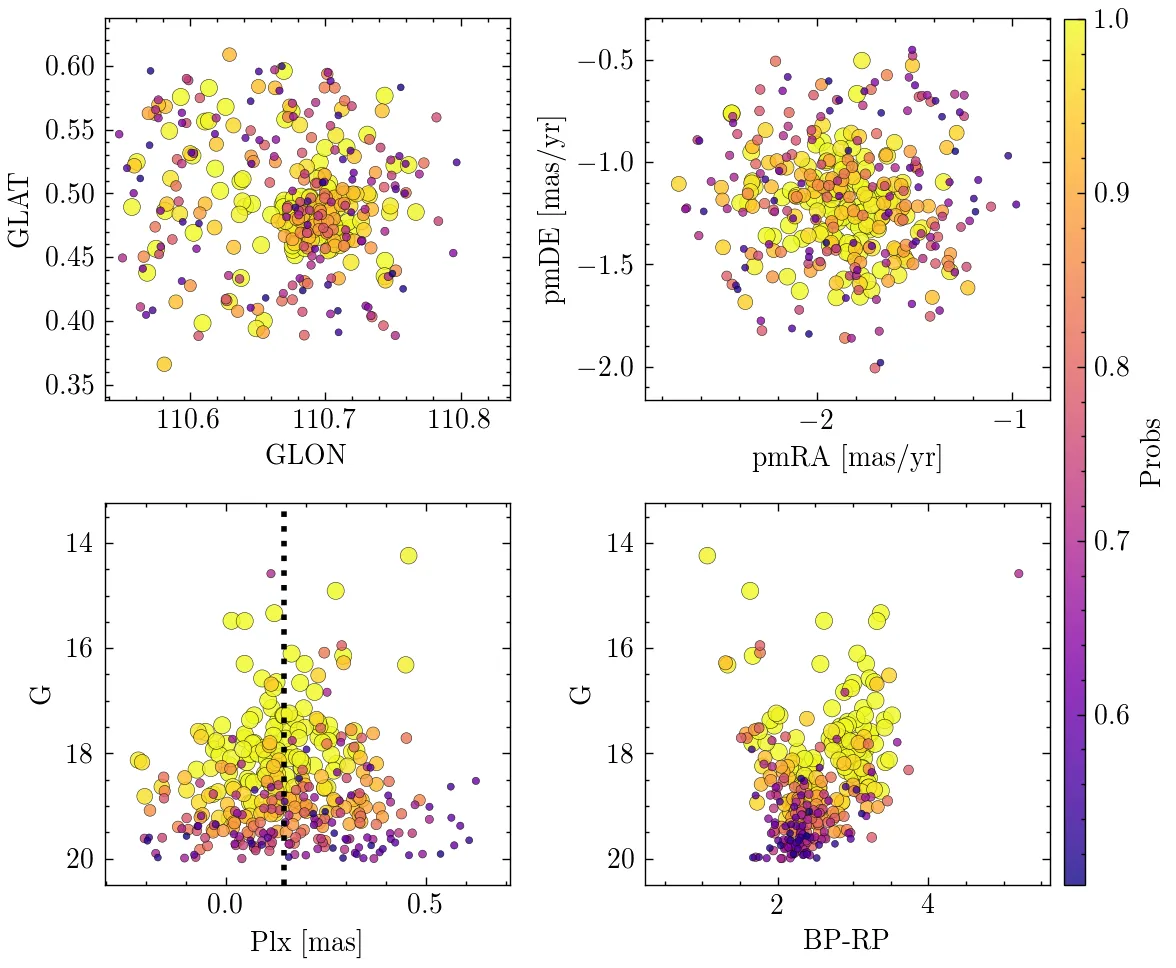 0.60
0.55
0.50
0.45
0.40
0.35
GLAT
110.6 110.7 110.8
GLON
−0.5
−1.0
−1.5
−2.0
pmDE [mas/yr]
−2 −1
pmRA [mas/yr]
1.0
0.9
0.8
0.7
0.6
Probs
14
16
18
20
G
0.0 0.5
Plx [mas]
14
16
18
20
G
2 4
BP-RP